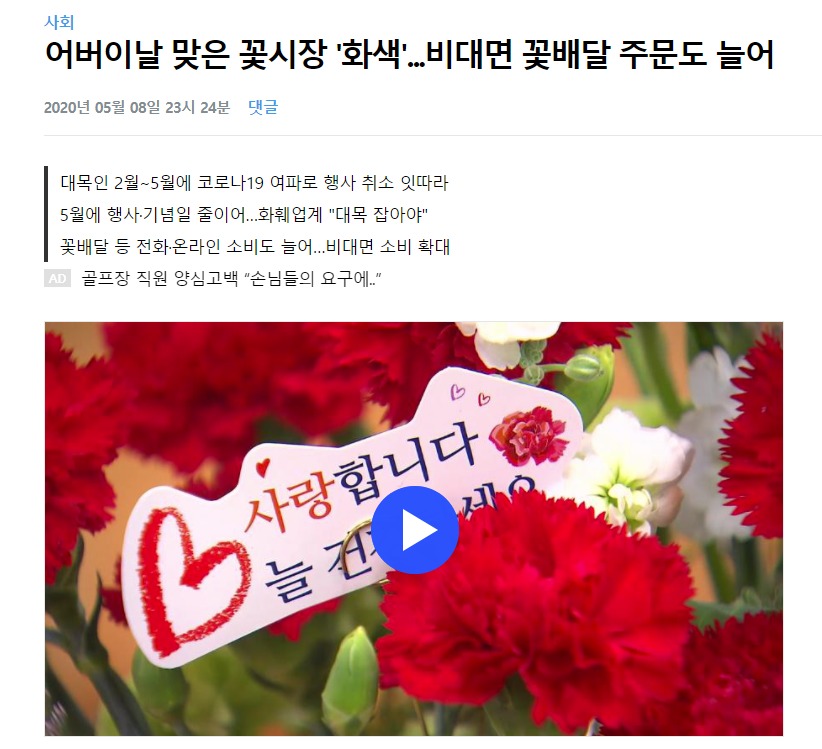 사회
어버이날 맞은 꽃시장 '화색'...비대면 꽃배달 주문도 늘어
2020년 05월 08일 23시 24분 댓글
대목인 2월~5월에 코로나19 여파로 행사 취소 잇따라
5월에 행사·기념일 줄이어...화훼업계 "대목 잡아야"
꽃배달 등 전화·온라인 소비도 늘어...비대면 소비 확대
AD 골프장 직원 양심고백 “손님들의 요구에..”
사랑합니다
늘